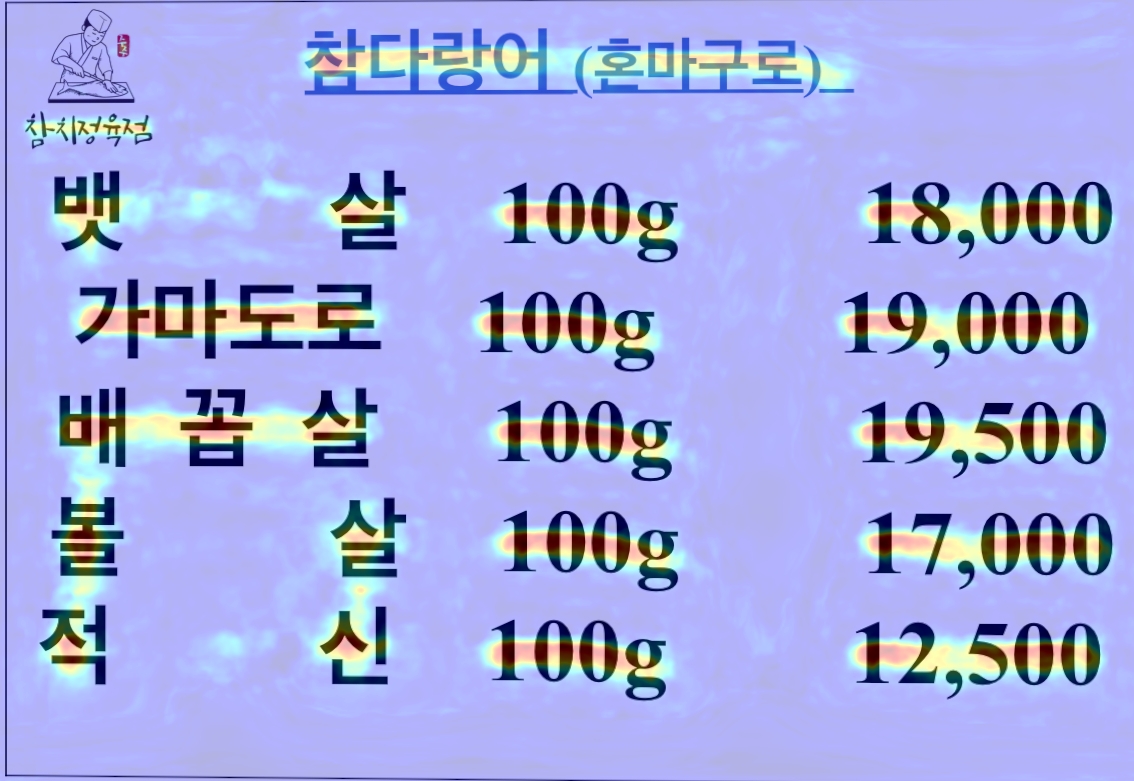 참다랑어 (혼마구로)
참치정육점
뱃살 100g 18,000
가마도로 100g 19,000
배꼽살 100g 19,500
볼살 100g 17,000
적신 100g 12,500